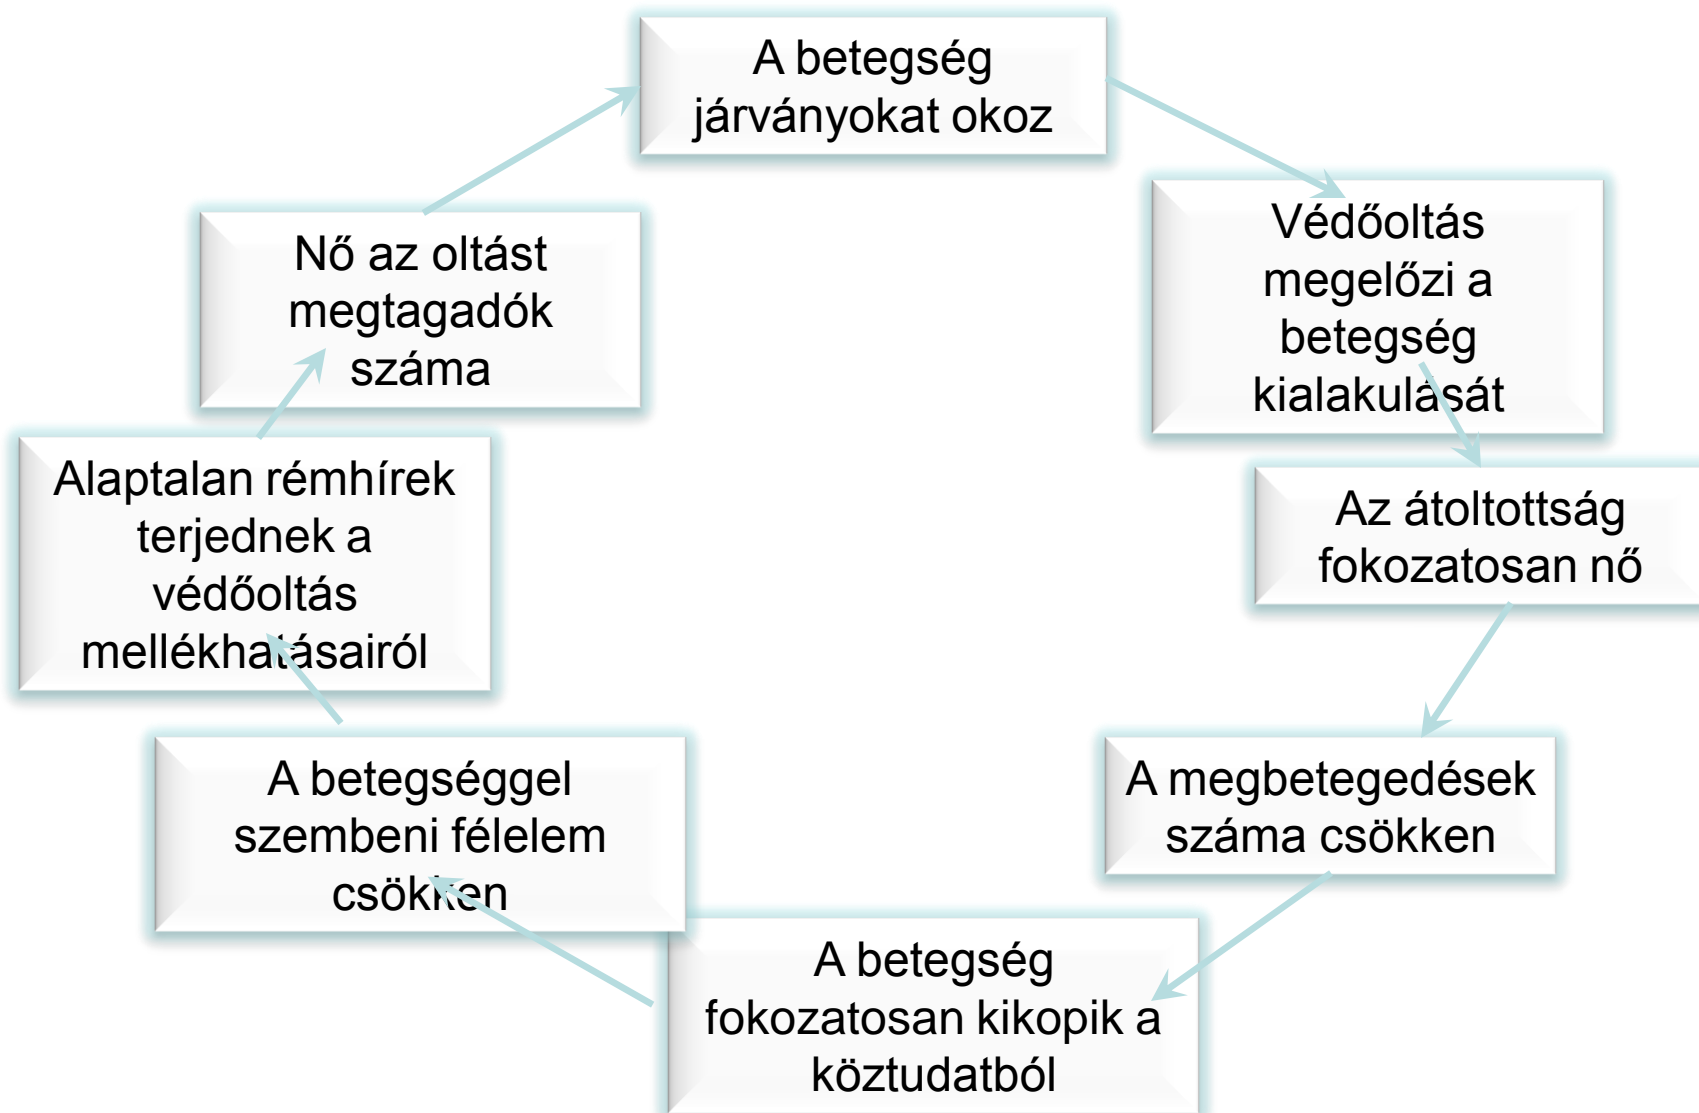 A betegség
járványokat okoz
Védőoltás
megelőzi a
betegség
kialakulását
Az átoltottság
fokozatosan nő
A megbetegedések
száma csökken
A betegség
fokozatosan kikopik a
köztudatból
A betegséggel
szembeni félelem
csökken
Alaptalan rémhírek
terjednek a
védőoltás
mellékhatásairól
Nő az oltást
megtagadók
száma